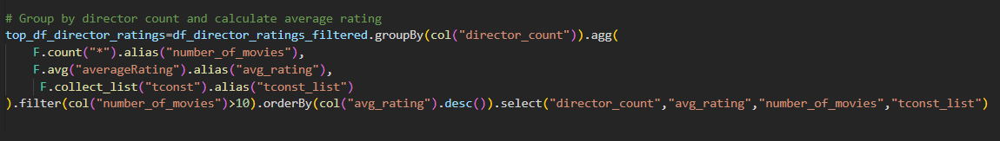 # Group by director count and calculate average rating
top_df_director_ratings=df_director_ratings_filtered.groupBy(col("director_count")).agg(
    F.count("*").alias("number_of_movies"),
    F.avg("averageRating").alias("avg_rating"),
     F.collect_list("tconst").alias("tconst_list")
).filter(col("number_of_movies")>10).orderBy(col("avg_rating").desc()).select("director_count","avg_rating","number_of_movies","tconst_list")